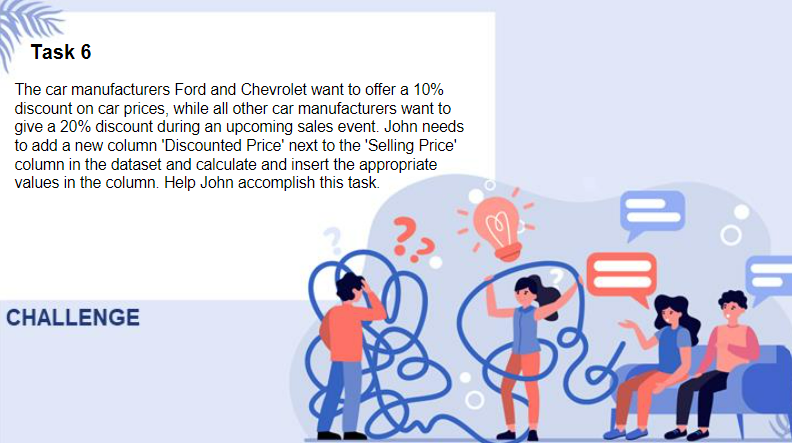 Task 6
The car manufacturers Ford and Chevrolet want to offer a 10%
discount on car prices, while all other car manufacturers want to
give a 20% discount during an upcoming sales event. John needs
to add a new column 'Discounted Price' next to the 'Selling Price'
column in the dataset and calculate and insert the appropriate
values in the column. Help John accomplish this task.
CHALLENGE